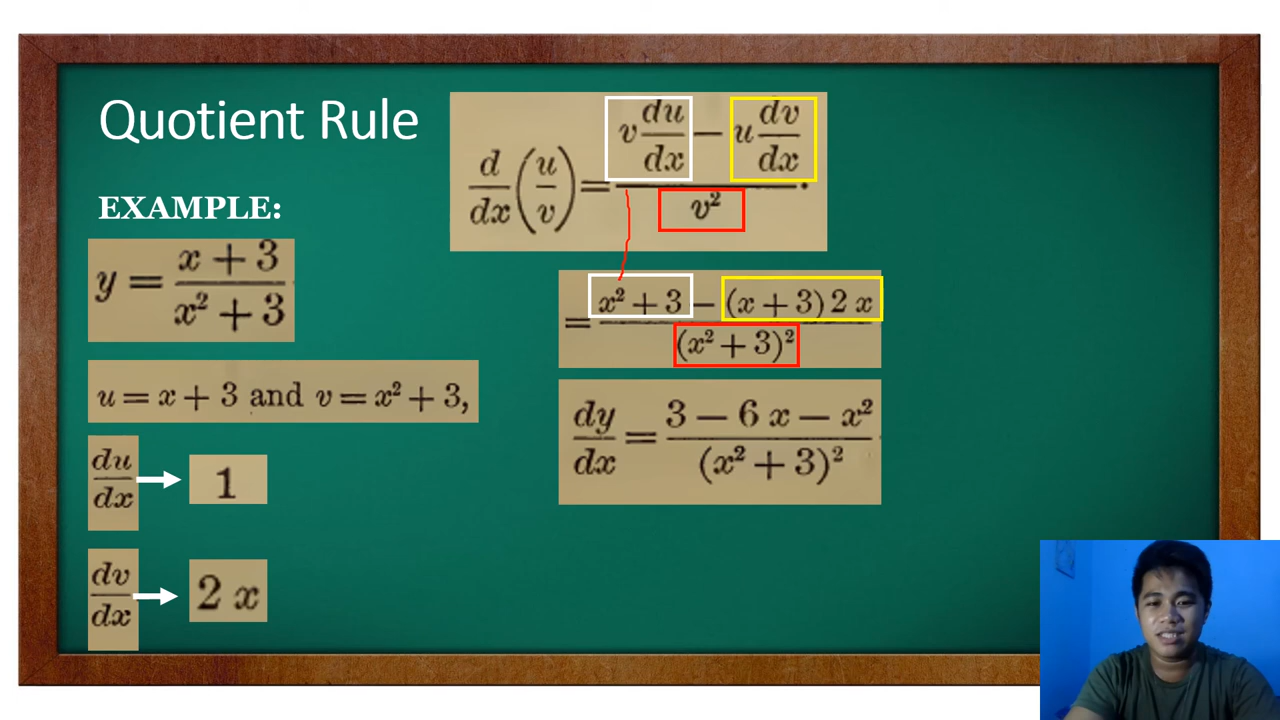 Quotient Rule
d/dx (u/v) = (v du/dx − u dv/dx) / v².
EXAMPLE:
y = (x + 3) / (x² + 3)
= (x² + 3 − (x + 3) 2 x) / (x² + 3)²
u = x + 3 and v = x² + 3,
dy/dx = (3 − 6 x − x²) / (x² + 3)²
du/dx → 1
dv/dx → 2 x